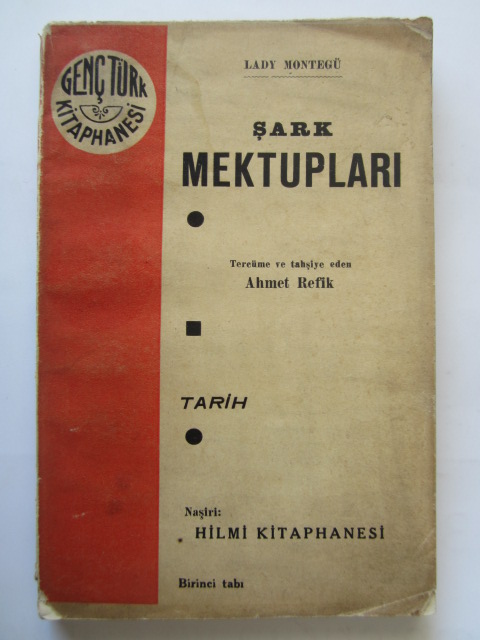 GENÇ TÜRK
KİTAPHANESİ
LADY MONTEGÜ
ŞARK
MEKTUPLARI
Tercüme ve tahşiye eden
Ahmet Refik
TARİH
Naşiri:
HİLMİ KİTAPHANESİ
Birinci tabı